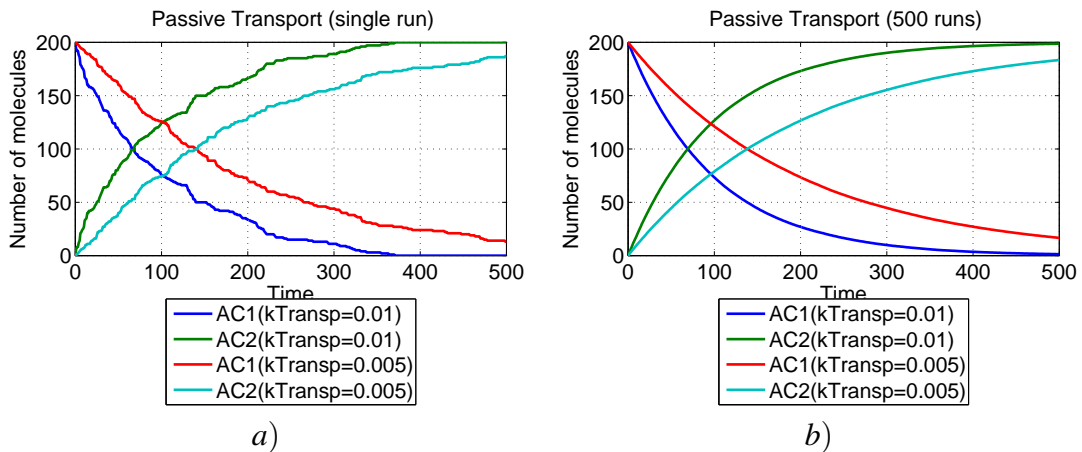 Passive Transport (single run)
Number of molecules
200
150
100
50
0
0 100 200 300 400 500
Time
AC1(kTransp=0.01)
AC2(kTransp=0.01)
AC1(kTransp=0.005)
AC2(kTransp=0.005)
a)
Passive Transport (500 runs)
Number of molecules
200
150
100
50
0
0 100 200 300 400 500
Time
AC1(kTransp=0.01)
AC2(kTransp=0.01)
AC1(kTransp=0.005)
AC2(kTransp=0.005)
b)